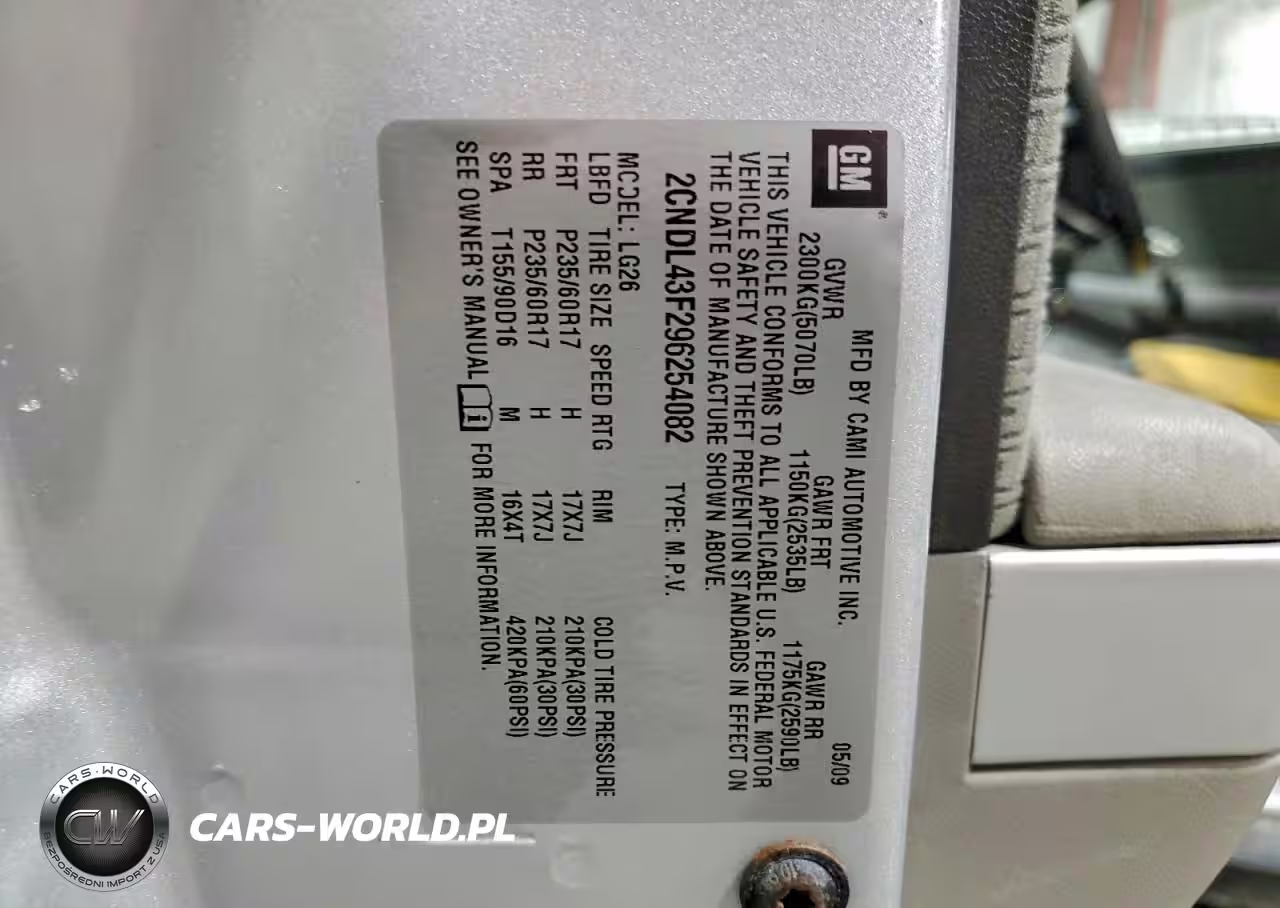 GM®
MFD BY CAMI AUTOMOTIVE INC. 05/09
GVWR GAWR FRT GAWR RR
2300KG(5070LB) 1150KG(2535LB) 1175KG(2590LB)
THIS VEHICLE CONFORMS TO ALL APPLICABLE U.S. FEDERAL MOTOR
VEHICLE SAFETY AND THEFT PREVENTION STANDARDS IN EFFECT ON
THE DATE OF MANUFACTURE SHOWN ABOVE.
2CNDL43F296254082 TYPE: M.P.V.
MODEL: LG26
LBFD TIRE SIZE SPEED RTG RIM COLD TIRE PRESSURE
FRT P235/60R17 H 17X7J 210KPA(30PSI)
RR P235/60R17 H 17X7J 210KPA(30PSI)
SPA T155/90D16 M 16X4T 420KPA(60PSI)
SEE OWNER'S MANUAL i FOR MORE INFORMATION.
CARS-WORLD
CW
BEZPOŚREDNI IMPORT Z USA
CARS-WORLD.PL